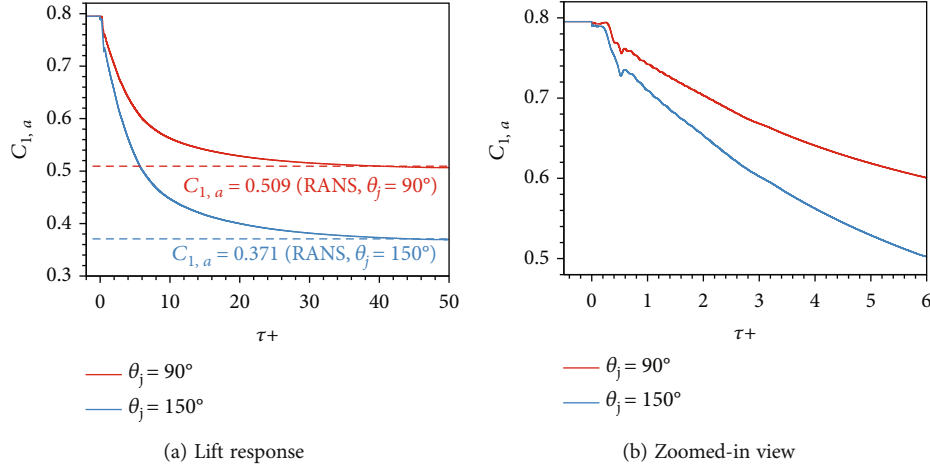 0.8
0.7
0.6
0.5
0.4
0.3
C1, a
C1, a = 0.509 (RANS, θj = 90°)
C1, a = 0.371 (RANS, θj = 150°)
0 10 20 30 40 50
τ+
θj = 90°
θj = 150°
(a) Lift response
0.8
0.7
0.6
0.5
C1, a
0 1 2 3 4 5 6
τ+
θj = 90°
θj = 150°
(b) Zoomed-in view